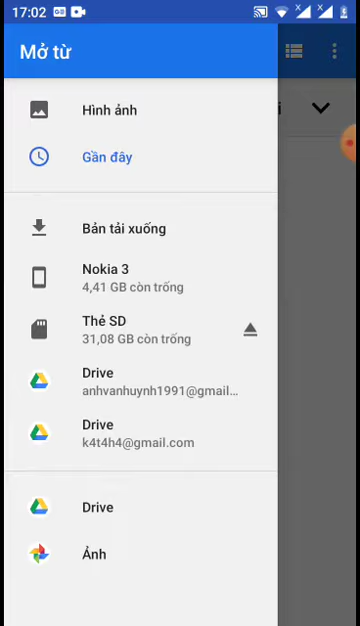 17:02
Mở từ
Hình ảnh
Gần đây
Bản tải xuống
Nokia 3
4,41 GB còn trống
Thẻ SD
31,08 GB còn trống
Drive
anhvanhuynh1991@gmail...
Drive
k4t4h4@gmail.com
Drive
Ảnh